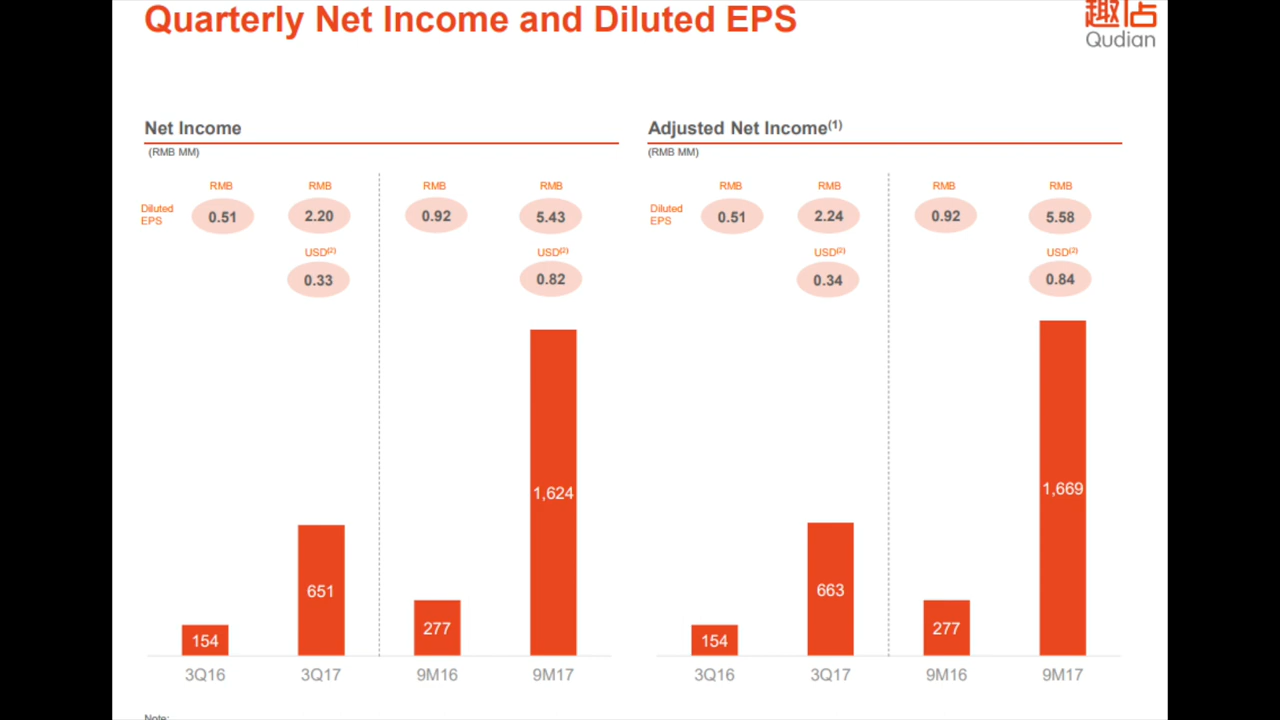 Quarterly Net Income and Diluted EPS
趣店
Qudian
Net Income
(RMB MM)
RMB RMB RMB RMB
Diluted EPS
0.51 2.20 0.92 5.43
USD(2) USD(2)
0.33 0.82
1,624
651
277
154
3Q16 3Q17 9M16 9M17
Adjusted Net Income(1)
(RMB MM)
RMB RMB RMB RMB
Diluted EPS
0.51 2.24 0.92 5.58
USD(2) USD(2)
0.34 0.84
1,669
663
277
154
3Q16 3Q17 9M16 9M17
Note: